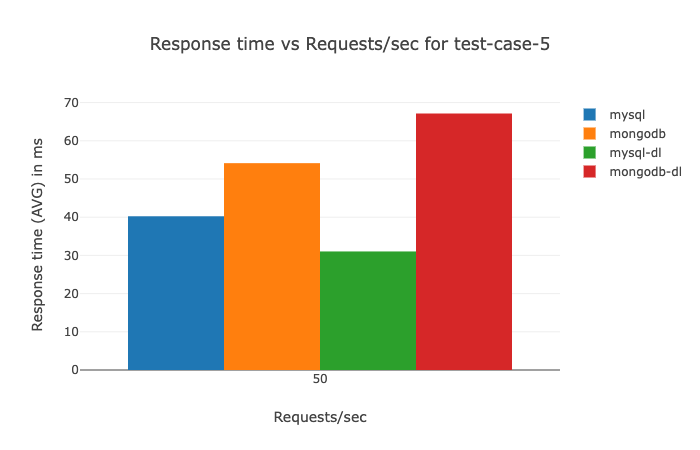 Response time vs Requests/sec for test-case-5
70
60
50
40
30
20
10
0
Response time (AVG) in ms
50
Requests/sec
mysql
mongodb
mysql-dl
mongodb-dl